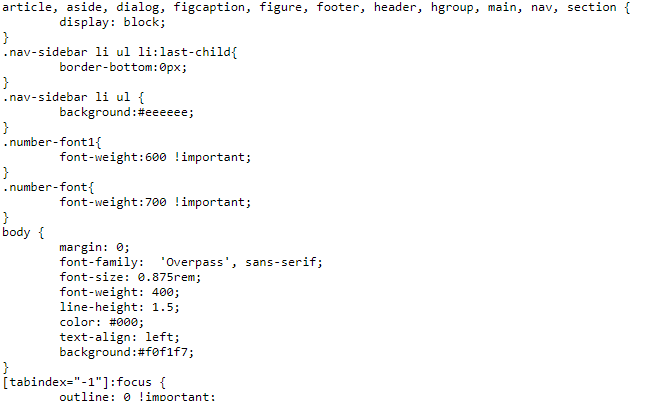 article, aside, dialog, figcaption, figure, footer, header, hgroup, main, nav, section {
        display: block;
}
.nav-sidebar li ul li:last-child{
        border-bottom:0px;
}
.nav-sidebar li ul {
        background:#eeeeee;
}
.number-font1{
        font-weight:600 !important;
}
.number-font{
        font-weight:700 !important;
}
body {
        margin: 0;
        font-family:  'Overpass', sans-serif;
        font-size: 0.875rem;
        font-weight: 400;
        line-height: 1.5;
        color: #000;
        text-align: left;
        background:#f0f1f7;
}
[tabindex="-1"]:focus {
        outline: 0 !important;